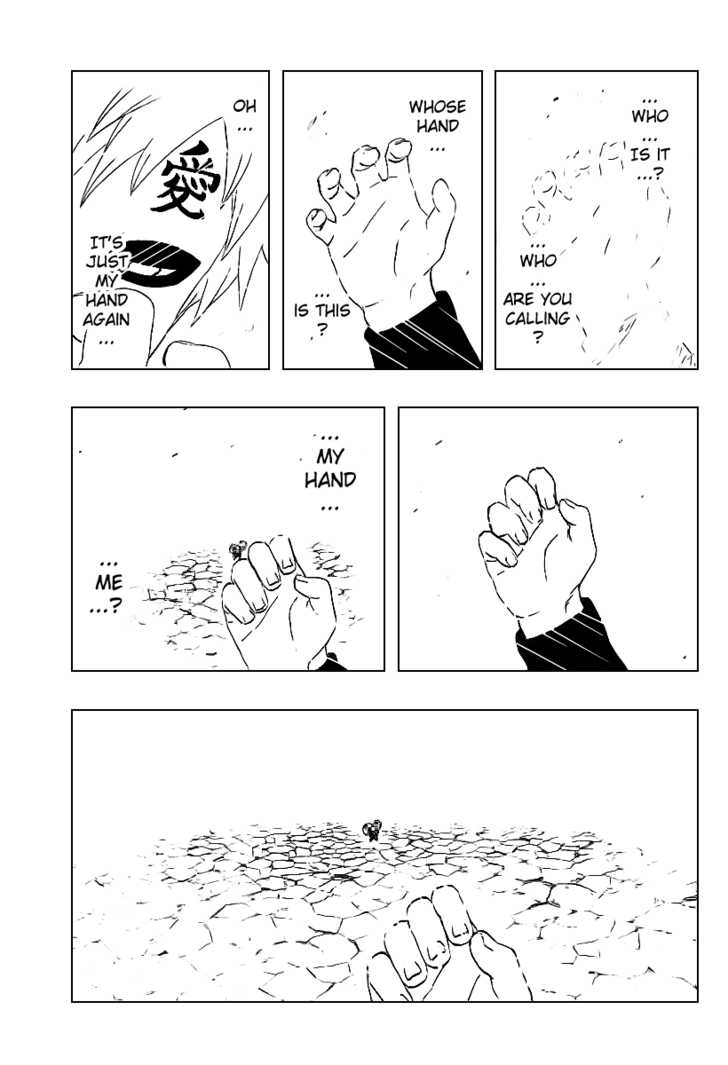 ...
WHO
...
IS IT
...?
...
WHO
...
ARE YOU
CALLING
?
WHOSE
HAND
...
...
IS THIS
?
OH
...
愛
IT'S
JUST
MY
HAND
AGAIN
...
...
MY
HAND
...
...
ME
...?